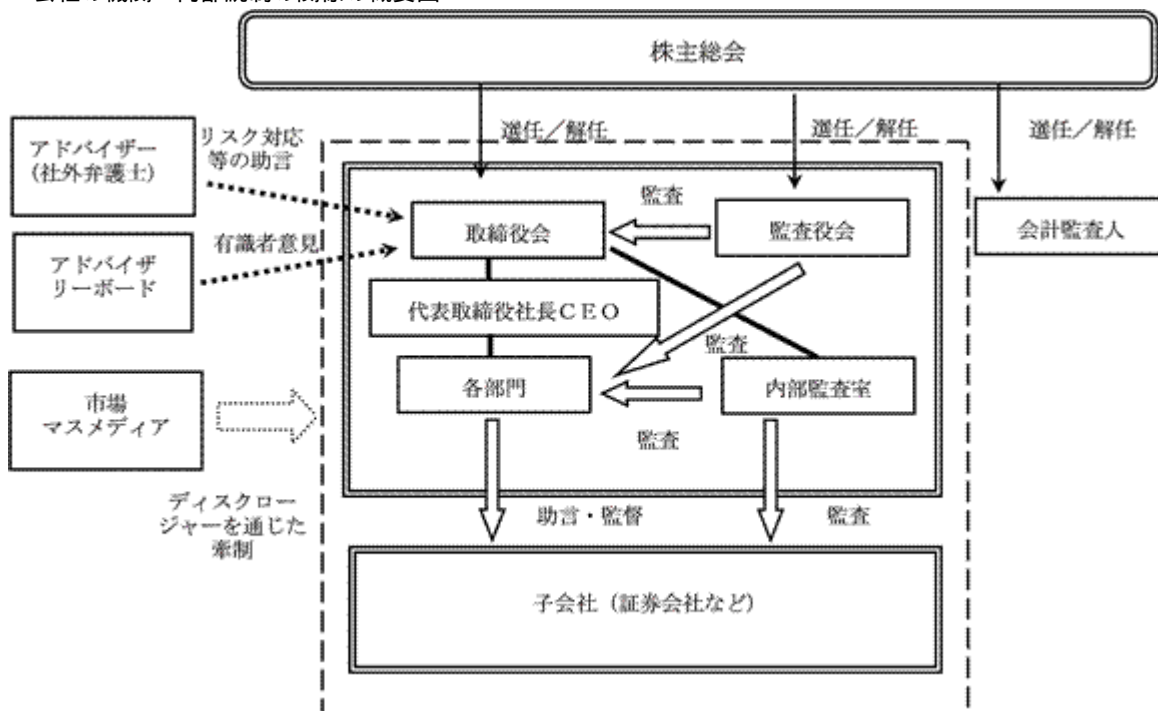 株主総会
選任／解任
選任／解任
選任／解任
アドバイザー
(社外弁護士)
リスク対応
等の助言
監査
取締役会
監査役会
会計監査人
有識者意見
アドバイザ
リーボード
代表取締役社長ＣＥＯ
監査
各部門
内部監査室
市場
マスメディア
監査
ディスクロー
ジャーを通じた
牽制
助言・監督
監査
子会社（証券会社など）